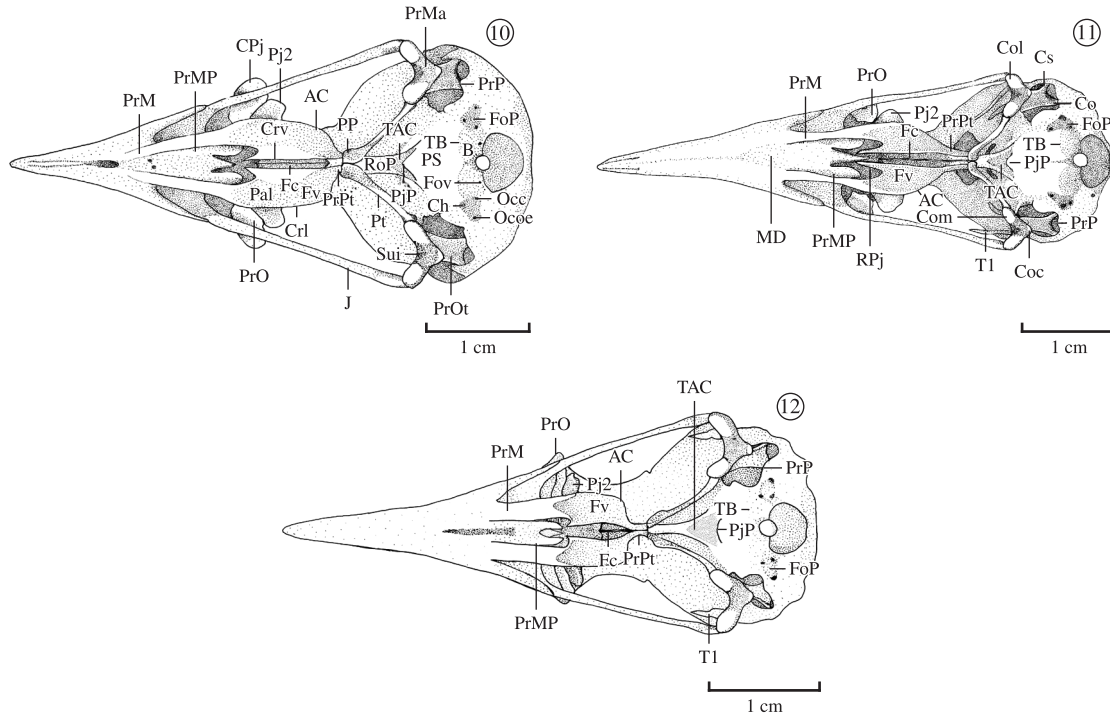 PrMa
10
CPj
Pj2
PrMP
PrM
AC
PrP
Crv
PP
TAC
FoP
TB
B
RoP
PS
Fc
Fv
Pal
PrPt
PjP
Fov
Occ
Ch
Pt
Ocoe
Crl
Sui
PrO
J
PrOt
1 cm
11
Col
Cs
PrM
PrO
Pj2
Fc
PrPt
Co
FoP
TB
PjP
Fv
TAC
AC
Com
PrP
MD
PrMP
RPj
T1
Coc
1 cm
12
TAC
PrO
PrM
AC
Pj2
PrP
Fv
TB
PjP
Fc
PrPt
FoP
PrMP
T1
1 cm